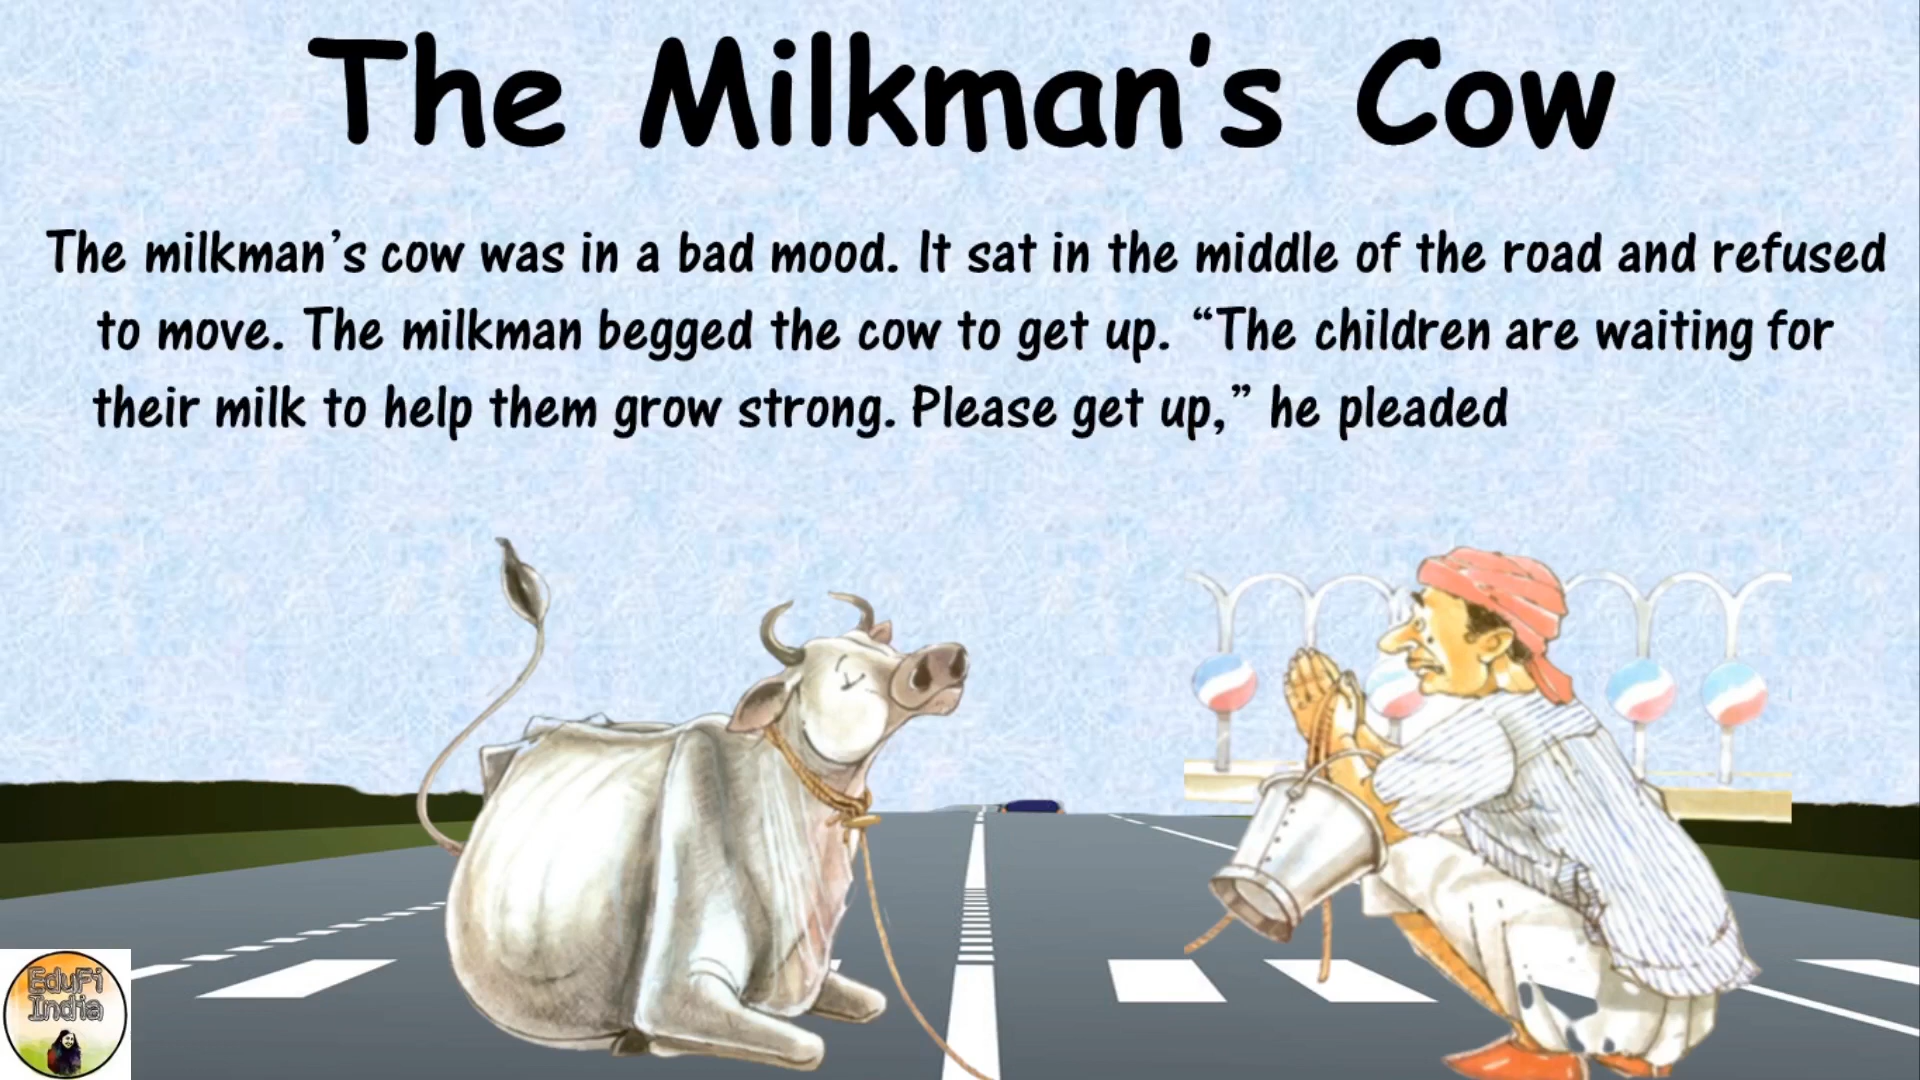 The Milkman's Cow
The milkman's cow was in a bad mood. It sat in the middle of the road and refused
to move. The milkman begged the cow to get up. “The children are waiting for
their milk to help them grow strong. Please get up,” he pleaded
EduFi
India